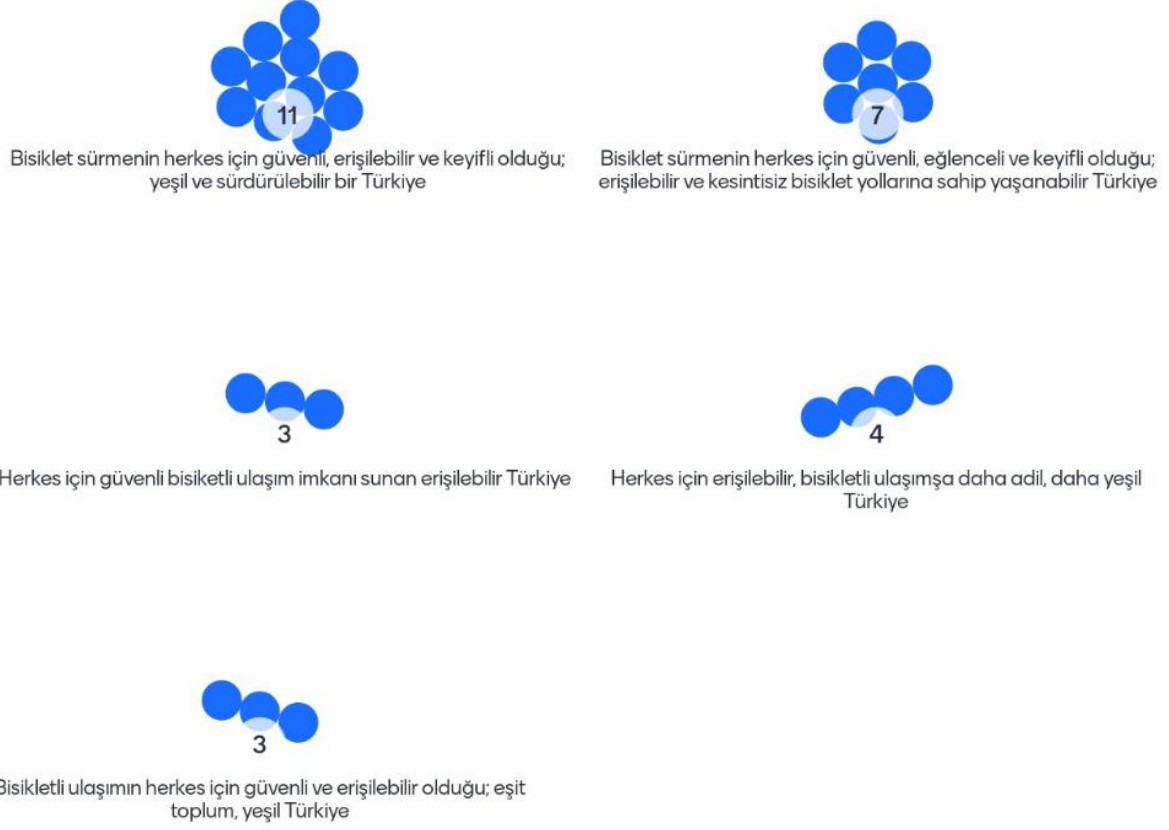 11
Bisiklet sürmenin herkes için güvenli, erişilebilir ve keyifli olduğu;
yeşil ve sürdürülebilir bir Türkiye
7
Bisiklet sürmenin herkes için güvenli, eğlenceli ve keyifli olduğu;
erişilebilir ve kesintisiz bisiklet yollarına sahip yaşanabilir Türkiye
3
Herkes için güvenli bisiketli ulaşım imkanı sunan erişilebilir Türkiye
4
Herkes için erişilebilir, bisikletli ulaşımşa daha adil, daha yeşil
Türkiye
3
Bisikletli ulaşımın herkes için güvenli ve erişilebilir olduğu; eşit
toplum, yeşil Türkiye